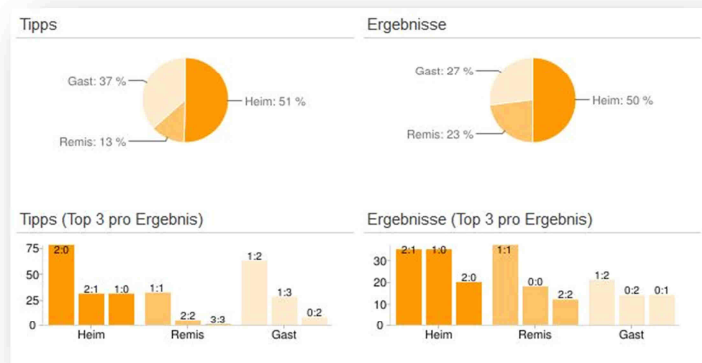 Tipps
Gast: 37 %
Heim: 51 %
Remis: 13 %
Ergebnisse
Gast: 27 %
Heim: 50 %
Remis: 23 %
Tipps (Top 3 pro Ergebnis)
75
50
25
0
2:0
2:1
1:0
1:1
2:2
3:3
1:2
1:3
0:2
Heim
Remis
Gast
Ergebnisse (Top 3 pro Ergebnis)
30
20
10
0
2:1
1:0
2:0
1:1
0:0
2:2
1:2
0:2
0:1
Heim
Remis
Gast